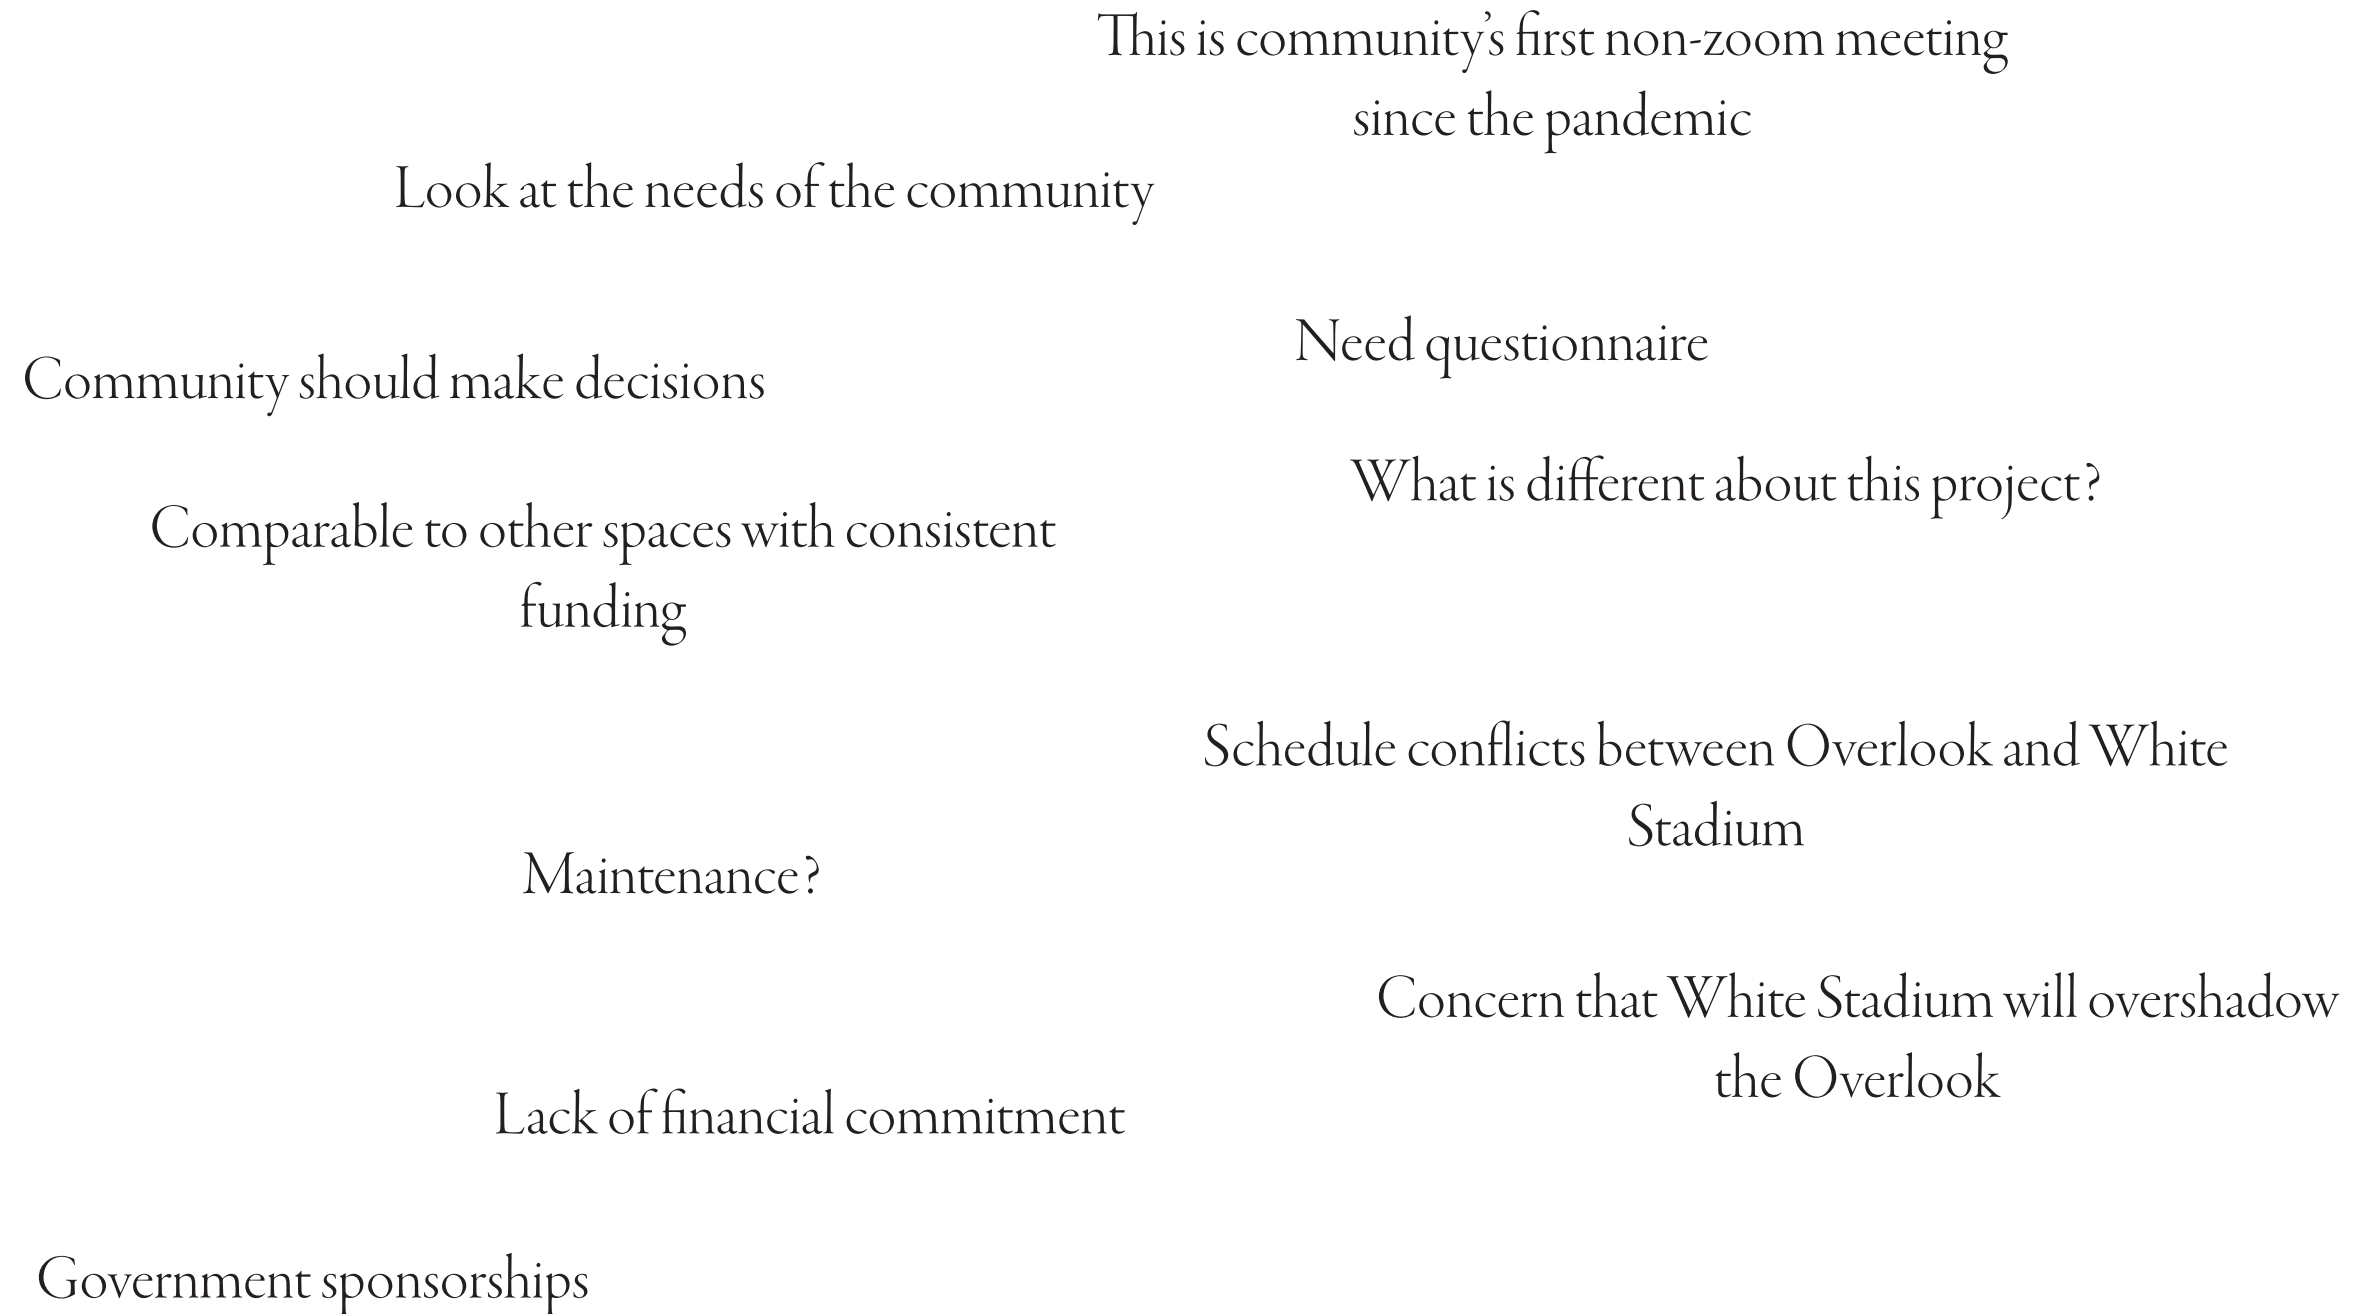 This is community’s first non-zoom meeting
since the pandemic
Look at the needs of the community
Need questionnaire
Community should make decisions
What is different about this project?
Comparable to other spaces with consistent
funding
Schedule conflicts between Overlook and White
Stadium
Maintenance?
Concern that White Stadium will overshadow
the Overlook
Lack of financial commitment
Government sponsorships